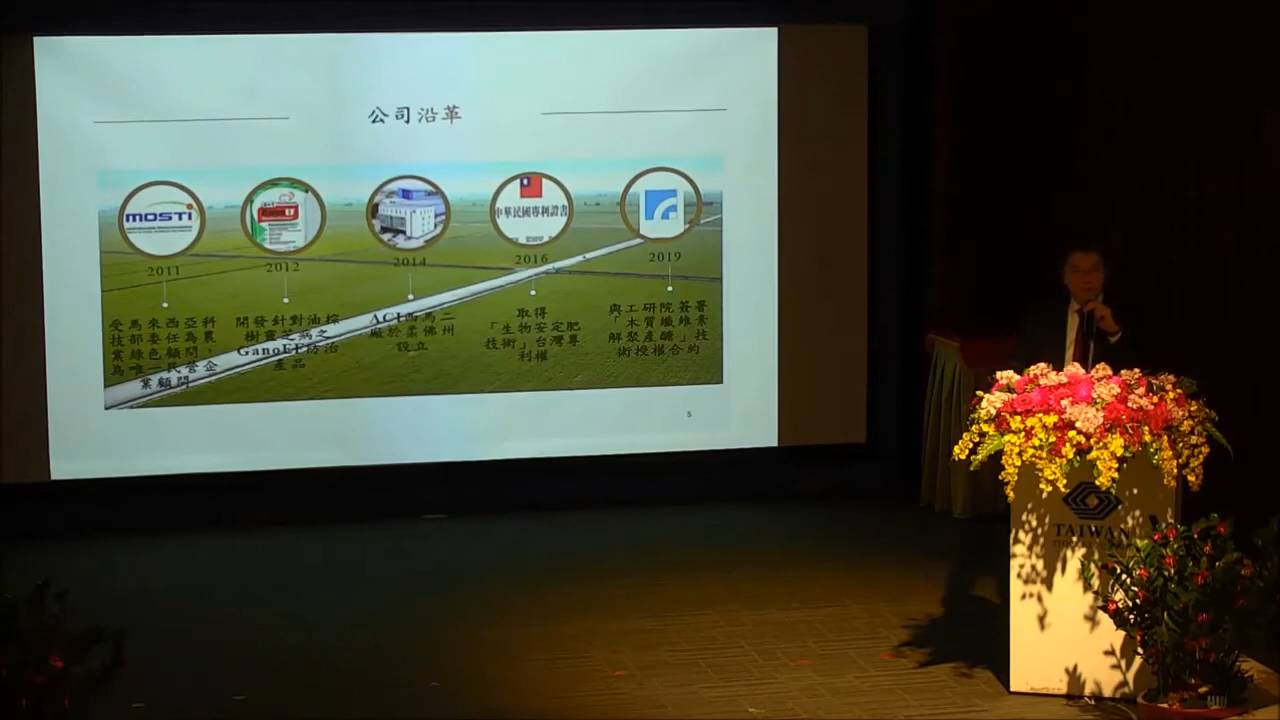 公司沿革
MOSTI
中華民國專利證書
2011
2012
2014
2016
2019
受馬來西亞科
技部委任為農
業綠色顧問，
為唯一民營企
業顧問
開發針對油棕
樹靈芝病之
GanoEF防治
產品
ACI西馬二
廠於柔佛州
設立
取得
「生物安定肥
技術」台灣專
利權
與工研院簽署
「木質纖維素
解聚產醣」技
術授權合約
5
TAIWAN